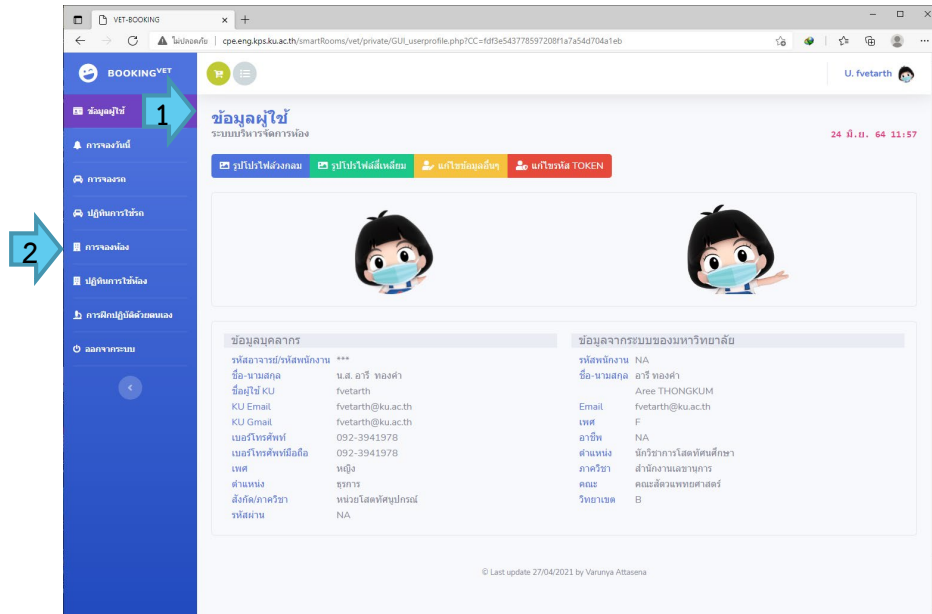 VET-BOOKING
ไม่ปลอดภัย | cpe.eng.kps.ku.ac.th/smartRooms/vet/private/GUI_userprofile.php?CC=fdf3e543778597208f1a7a54d704a1eb
BOOKINGVET
U. fvetarth
ข้อมูลผู้ใช้
1
การจองวันนี้
การจองรถ
ปฏิทินการใช้รถ
2
การจองห้อง
ปฏิทินการใช้ห้อง
การฝึกปฏิบัติด้วยตนเอง
ออกจากระบบ
ข้อมูลผู้ใช้
ระบบบริหารจัดการห้อง
24 มิ.ย. 64 11:57
รูปโปรไฟล์วงกลม
รูปโปรไฟล์สี่เหลี่ยม
แก้ไขข้อมูลอื่นๆ
แก้ไขรหัส TOKEN
ข้อมูลบุคลากร
รหัสอาจารย์/รหัสพนักงาน ***
ชื่อ-นามสกุล น.ส. อารี ทองคำ
ชื่อผู้ใช้ KU fvetarth
KU Email fvetarth@ku.ac.th
KU Gmail fvetarth@ku.ac.th
เบอร์โทรศัพท์ 092-3941978
เบอร์โทรศัพท์มือถือ 092-3941978
เพศ หญิง
ตำแหน่ง ธุรการ
สังกัด/ภาควิชา หน่วยโสตทัศนูปกรณ์
รหัสผ่าน NA
ข้อมูลจากระบบของมหาวิทยาลัย
รหัสพนักงาน NA
ชื่อ-นามสกุล อารี ทองคำ
Aree THONGKUM
Email fvetarth@ku.ac.th
เพศ F
อาชีพ NA
ตำแหน่ง นักวิชาการโสตทัศนศึกษา
ภาควิชา สำนักงานเลขานุการ
คณะ คณะสัตวแพทยศาสตร์
วิทยาเขต B
© Last update 27/04/2021 by Varunya Attasena